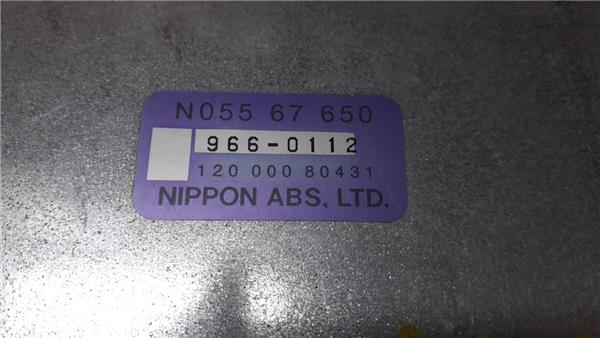 N055 67 650
966-0112
120 000 80431
NIPPON ABS, LTD.